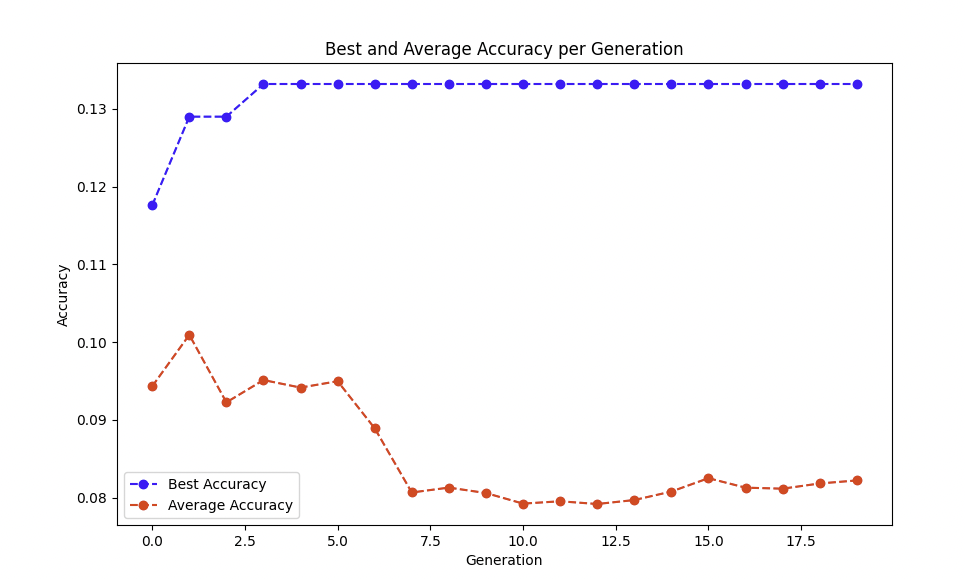 Best and Average Accuracy per Generation
Accuracy
0.13
0.12
0.11
0.10
0.09
0.08
Best Accuracy
Average Accuracy
0.0 2.5 5.0 7.5 10.0 12.5 15.0 17.5
Generation